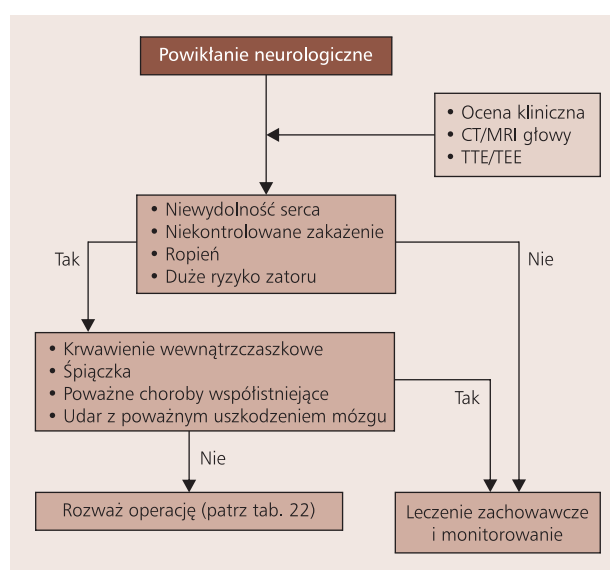 Powikłanie neurologiczne
• Ocena kliniczna
• CT/MRI głowy
• TTE/TEE
• Niewydolność serca
• Niekontrolowane zakażenie
• Ropień
• Duże ryzyko zatoru
Tak
Nie
• Krwawienie wewnątrzczaszkowe
• Śpiączka
• Poważne choroby współistniejące
• Udar z poważnym uszkodzeniem mózgu
Tak
Nie
Rozważ operację (patrz tab. 22)
Leczenie zachowawcze
i monitorowanie